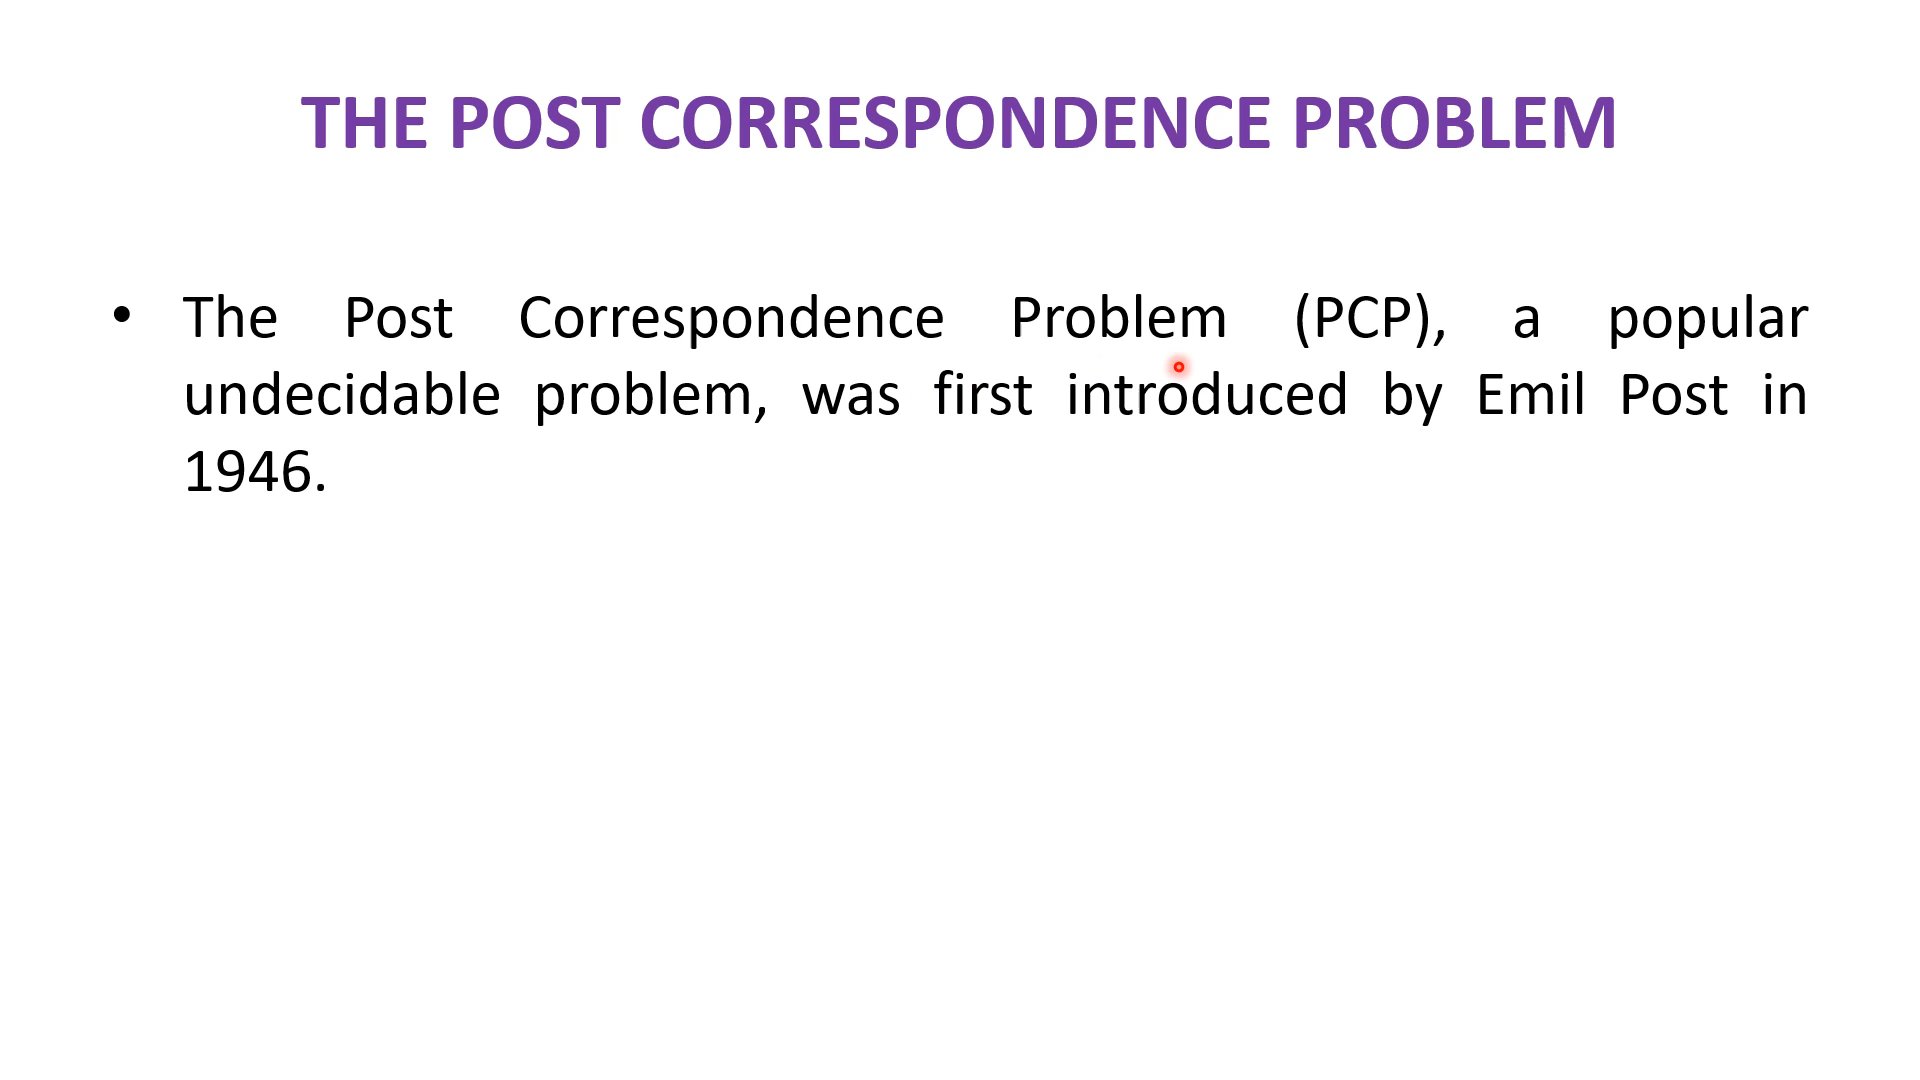 THE POST CORRESPONDENCE PROBLEM
• The Post Correspondence Problem (PCP), a popular
undecidable problem, was first introduced by Emil Post in
1946.